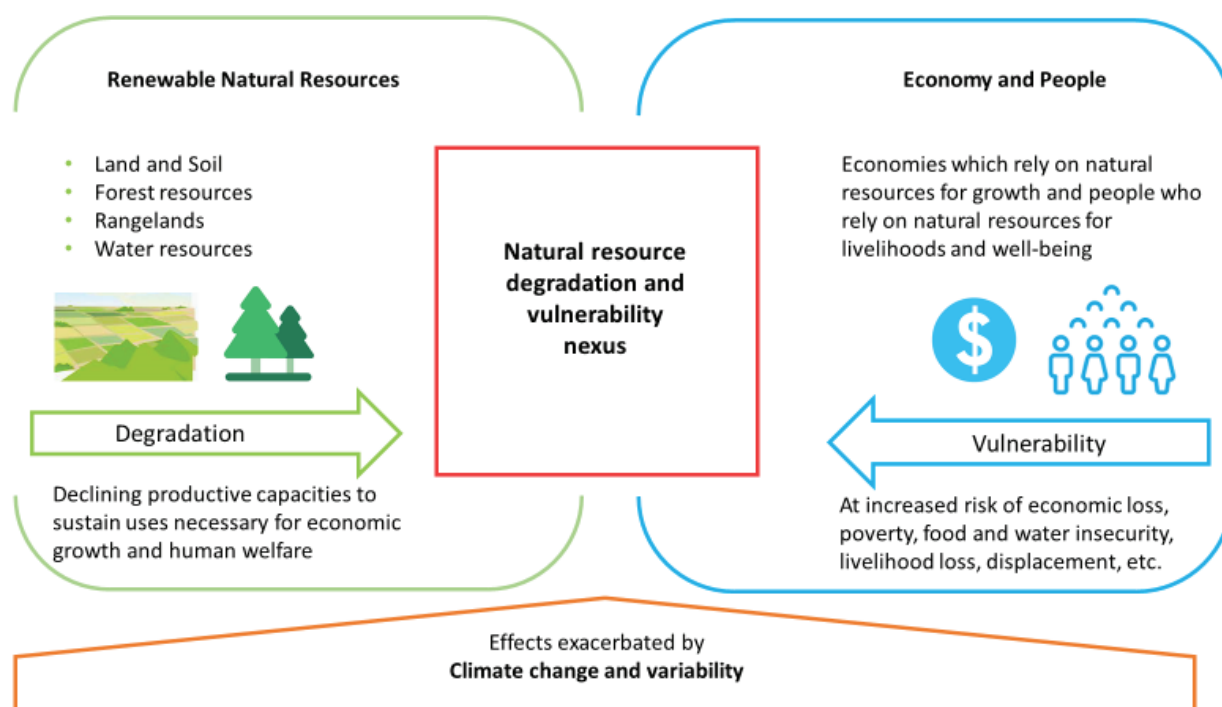 Renewable Natural Resources
• Land and Soil
• Forest resources
• Rangelands
• Water resources
Degradation
Declining productive capacities to
sustain uses necessary for economic
growth and human welfare
Natural resource
degradation and
vulnerability
nexus
Economy and People
Economies which rely on natural
resources for growth and people who
rely on natural resources for
livelihoods and well-being
$
Vulnerability
At increased risk of economic loss,
poverty, food and water insecurity,
livelihood loss, displacement, etc.
Effects exacerbated by
Climate change and variability